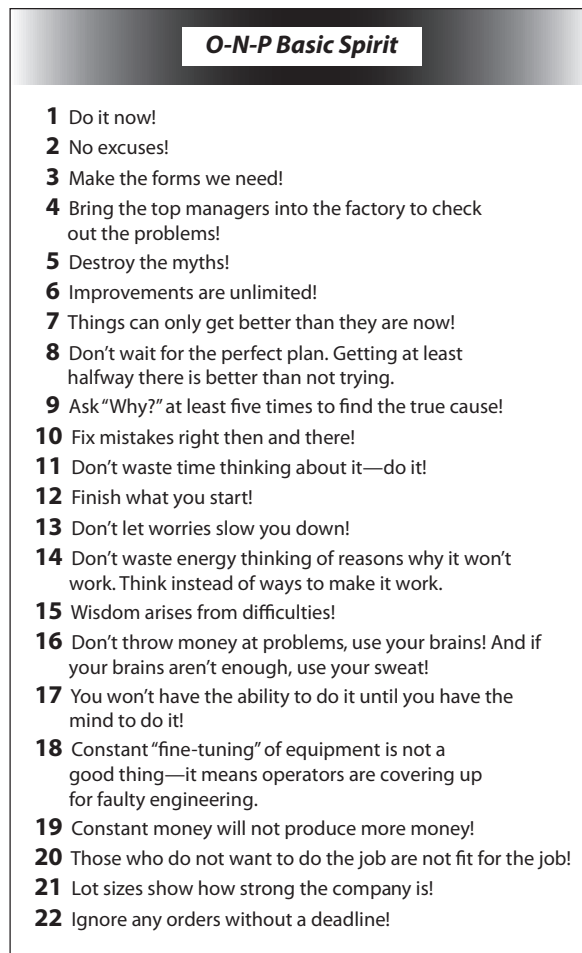 O-N-P Basic Spirit
1 Do it now!
2 No excuses!
3 Make the forms we need!
4 Bring the top managers into the factory to check
out the problems!
5 Destroy the myths!
6 Improvements are unlimited!
7 Things can only get better than they are now!
8 Don’t wait for the perfect plan. Getting at least
halfway there is better than not trying.
9 Ask “Why?” at least five times to find the true cause!
10 Fix mistakes right then and there!
11 Don’t waste time thinking about it—do it!
12 Finish what you start!
13 Don’t let worries slow you down!
14 Don’t waste energy thinking of reasons why it won’t
work. Think instead of ways to make it work.
15 Wisdom arises from difficulties!
16 Don’t throw money at problems, use your brains! And if
your brains aren’t enough, use your sweat!
17 You won’t have the ability to do it until you have the
mind to do it!
18 Constant “fine-tuning” of equipment is not a
good thing—it means operators are covering up
for faulty engineering.
19 Constant money will not produce more money!
20 Those who do not want to do the job are not fit for the job!
21 Lot sizes show how strong the company is!
22 Ignore any orders without a deadline!